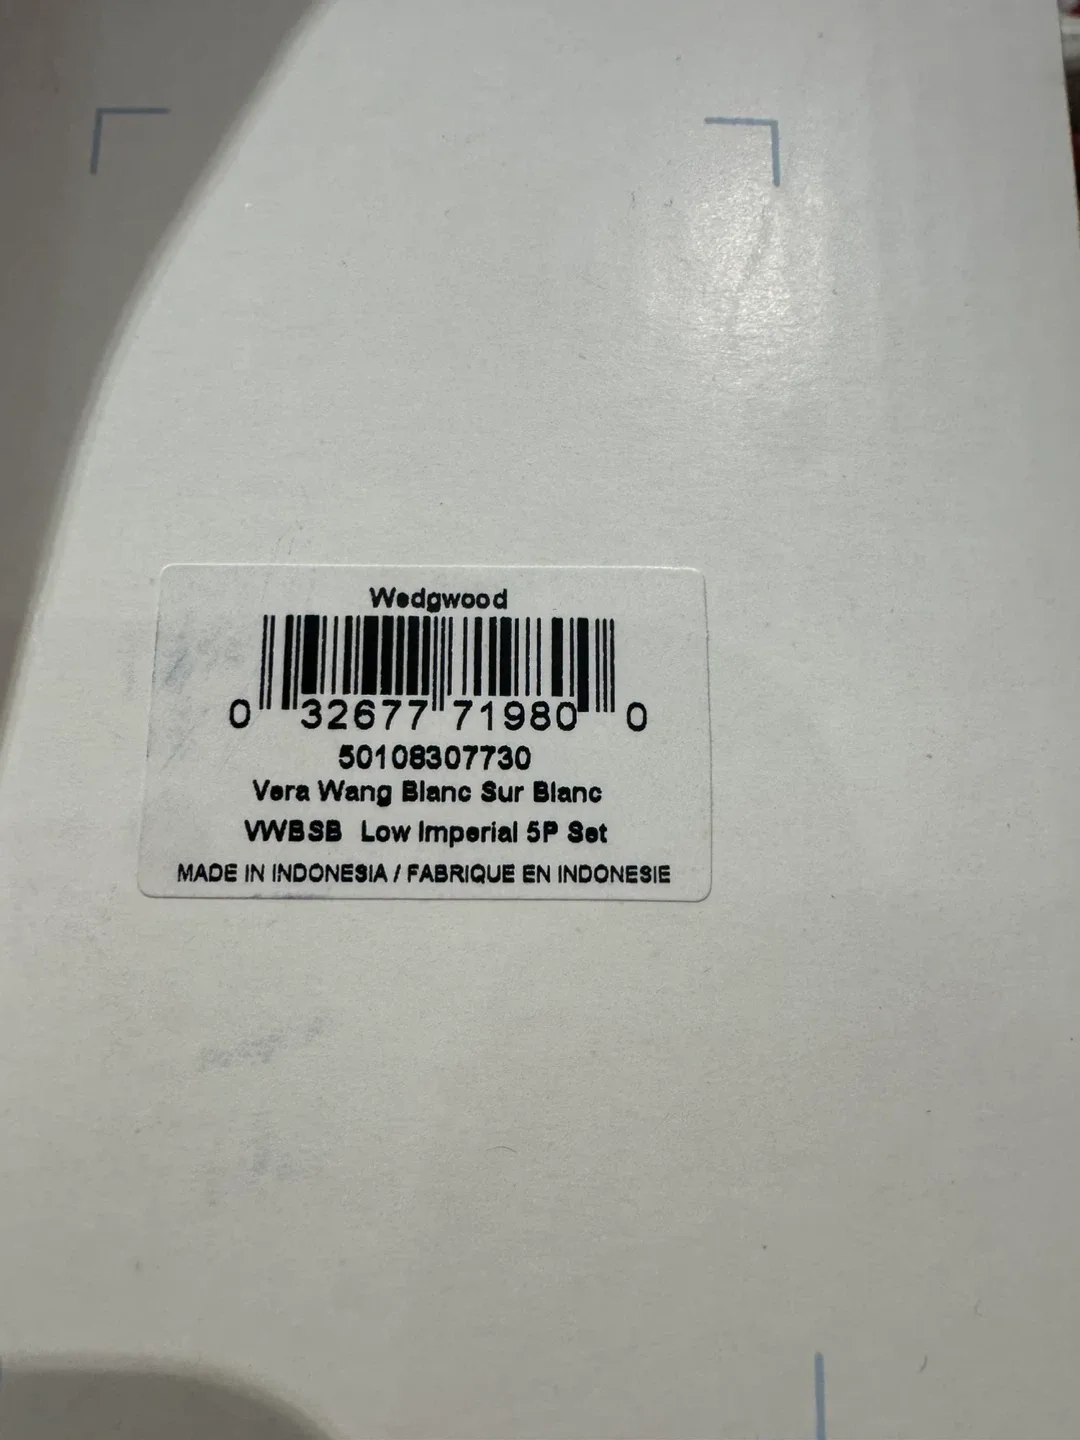 Wedgwood
0 32677 71980 0
50108307730
Vera Wang Blanc Sur Blanc
VWBSB Low Imperial 5P Set
MADE IN INDONESIA / FABRIQUE EN INDONESIE